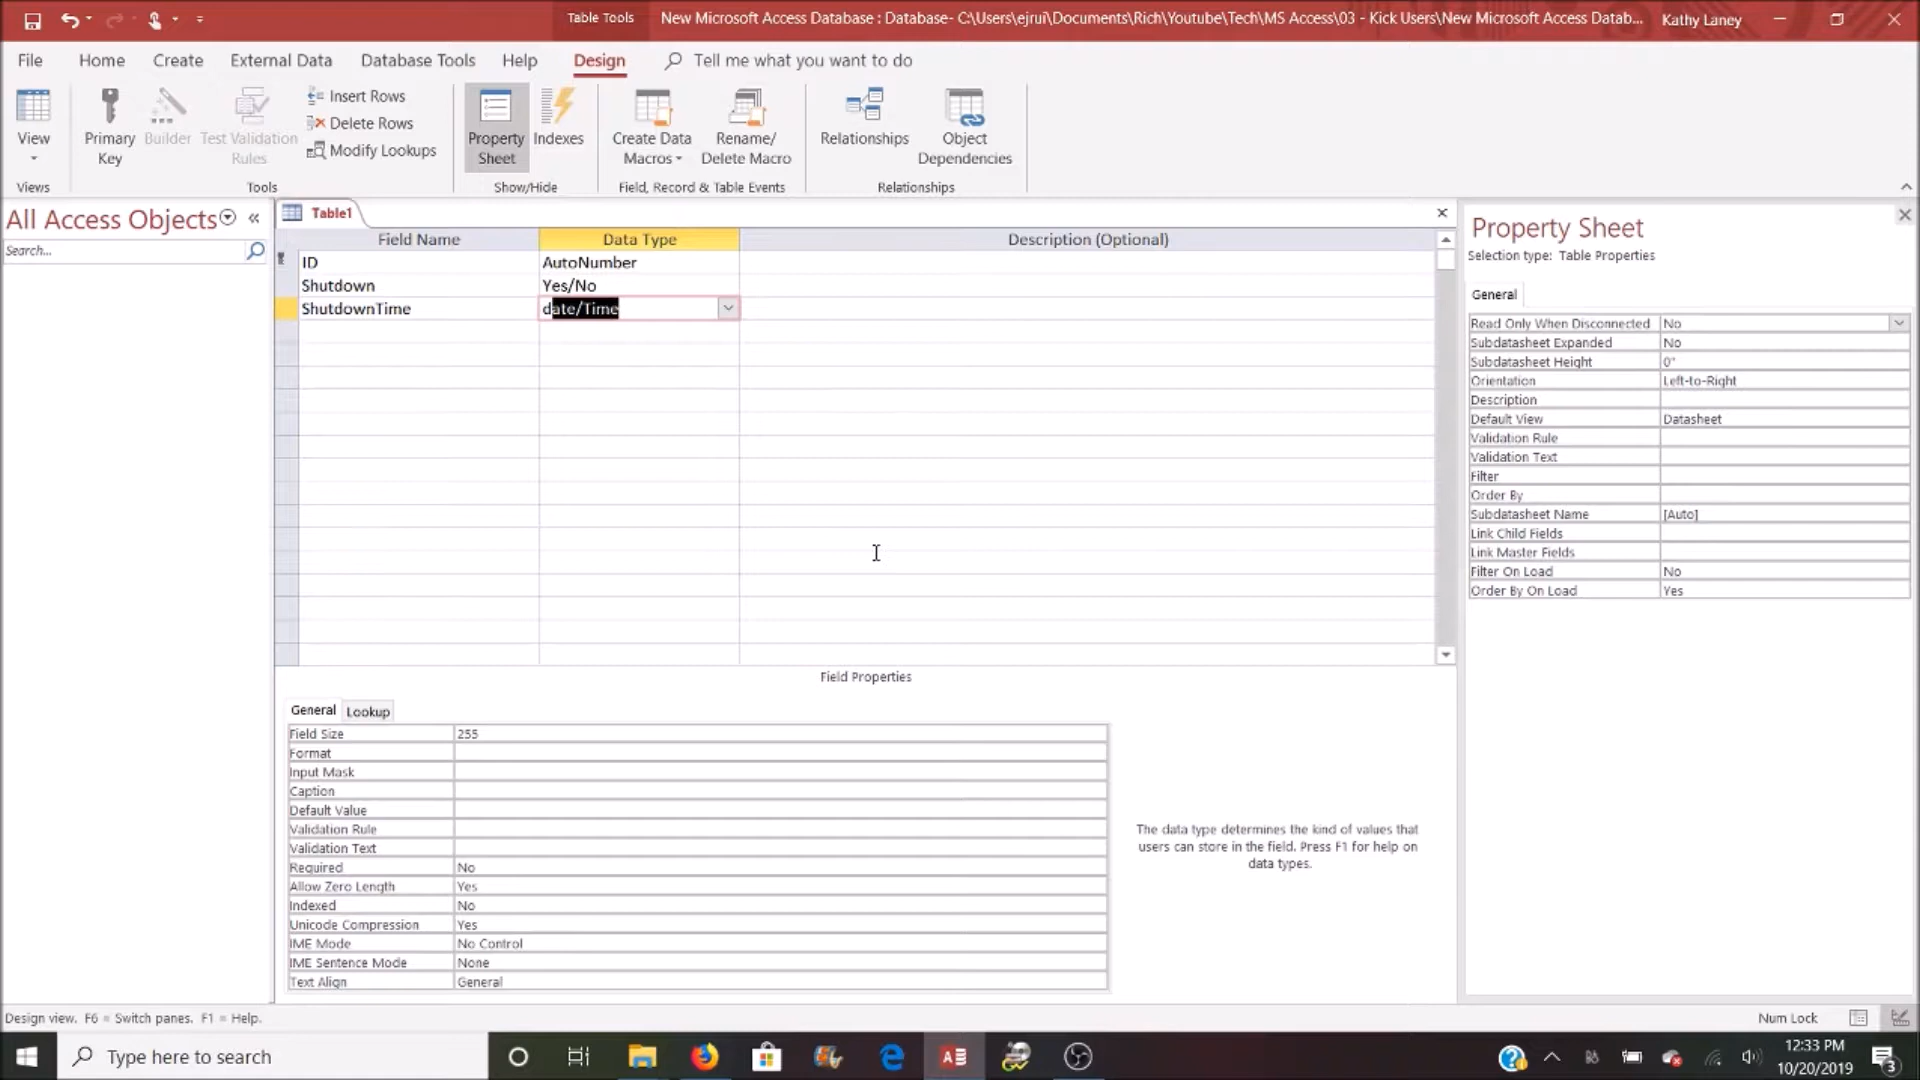 Table Tools
New Microsoft Access Database : Database- C:\Users\ejrui\Documents\Rich\Youtube\Tech\MS Access\03 - Kick Users\New Microsoft Access Datab...
Kathy Laney
File
Home
Create
External Data
Database Tools
Help
Design
Tell me what you want to do
View
Primary Key
Builder
Test Validation Rules
Insert Rows
Delete Rows
Modify Lookups
Property Sheet
Indexes
Create Data Macros
Rename/ Delete Macro
Relationships
Object Dependencies
Views
Tools
Show/Hide
Field, Record & Table Events
Relationships
All Access Objects
Search...
Table1
Field Name
Data Type
Description (Optional)
ID
AutoNumber
Shutdown
Yes/No
ShutdownTime
date/Time
Field Properties
General
Lookup
Field Size 255
Format
Input Mask
Caption
Default Value
Validation Rule
Validation Text
Required No
Allow Zero Length Yes
Indexed No
Unicode Compression Yes
IME Mode No Control
IME Sentence Mode None
Text Align General
The data type determines the kind of values that
users can store in the field. Press F1 for help on
data types.
Property Sheet
Selection type: Table Properties
General
Read Only When Disconnected No
Subdatasheet Expanded No
Subdatasheet Height 0"
Orientation Left-to-Right
Description
Default View Datasheet
Validation Rule
Validation Text
Filter
Order By
Subdatasheet Name [Auto]
Link Child Fields
Link Master Fields
Filter On Load No
Order By On Load Yes
Design view. F6 = Switch panes. F1 = Help.
Num Lock
Type here to search
12:33 PM
10/20/2019
3